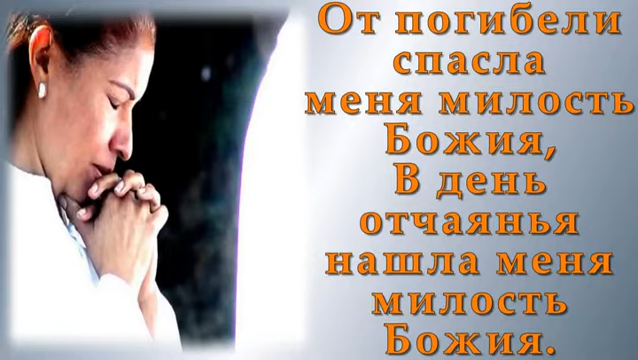 От погибели
спасла
меня милость
Божия,
В день
отчаянья
нашла меня
милость
Божия.